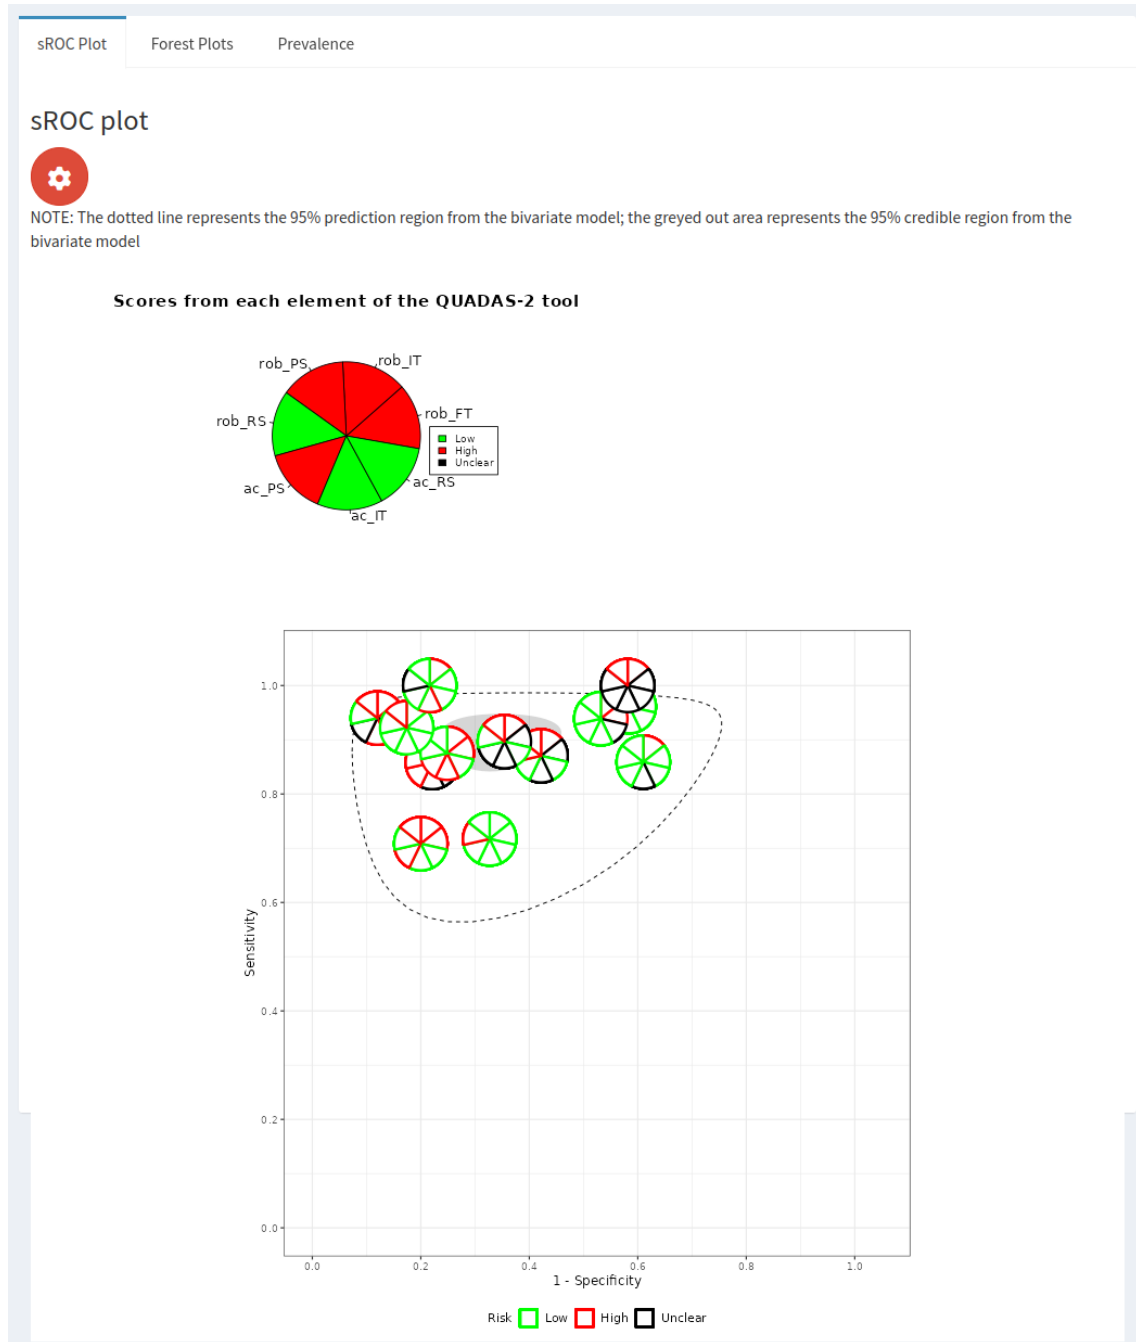 sROC Plot Forest Plots Prevalence
sROC plot
NOTE: The dotted line represents the 95% prediction region from the bivariate model; the greyed out area represents the 95% credible region from the
bivariate model
Scores from each element of the QUADAS-2 tool
rob_PS rob_IT
rob_RS rob_FT
Low
High
Unclear
ac_PS ac_RS
ac_IT
1.0
0.8
0.6
Sensitivity
0.4
0.2
0.0
0.0 0.2 0.4 0.6 0.8 1.0
1 - Specificity
Risk Low High Unclear